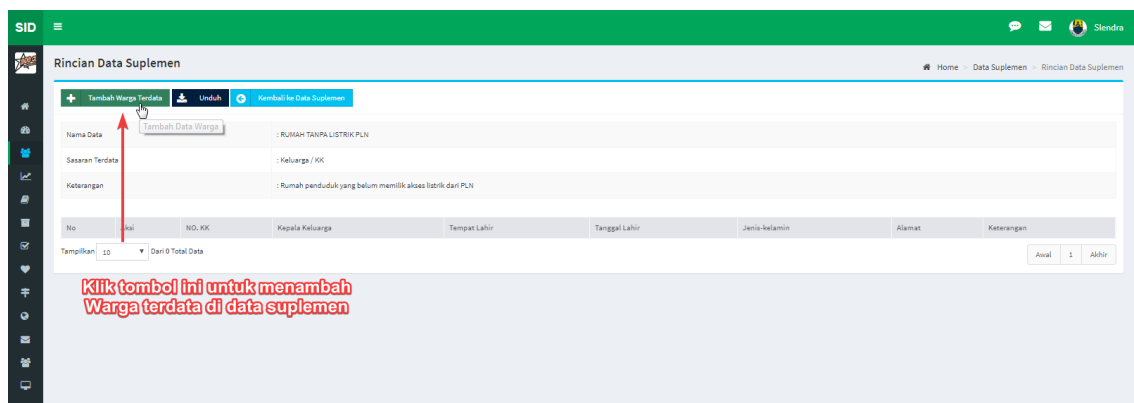 SID
Slendra
Rincian Data Suplemen
Home > Data Suplemen > Rincian Data Suplemen
Tambah Warga Terdata Unduh Kembali ke Data Suplemen
Tambah Data Warga
Nama Data : RUMAH TANPA LISTRIK PLN
Sasaran Terdata : Keluarga / KK
Keterangan : Rumah penduduk yang belum memilik akses listrik dari PLN
No Aksi NO. KK Kepala Keluarga Tempat Lahir Tanggal Lahir Jenis-kelamin Alamat Keterangan
Tampilkan 10 Dari 0 Total Data
Awal 1 Akhir
Klik tombol ini untuk menambah
Warga terdata di data suplemen